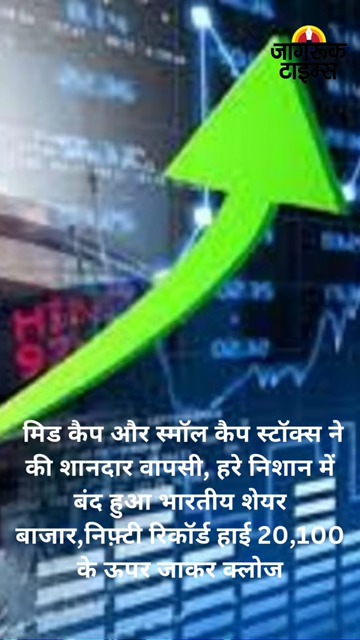 जागरूक
टाइम्स
मिड कैप और स्मॉल कैप स्टॉक्स ने
की शानदार वापसी, हरे निशान में
बंद हुआ भारतीय शेयर
बाजार,निफ़्टी रिकॉर्ड हाई 20,100
के ऊपर जाकर क्लोज